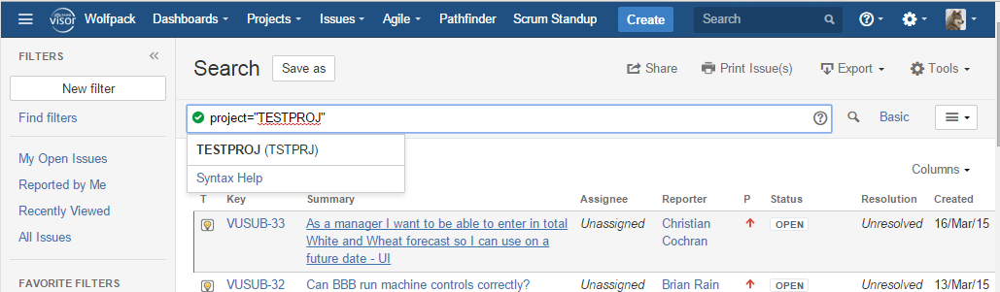 VISOR Wolfpack Dashboards Projects Issues Agile Pathfinder Scrum Standup Create Search
FILTERS
Search Save as Share Print Issue(s) Export Tools
New filter
Find filters
project="TESTPROJ" Basic
TESTPROJ (TSTPRJ)
Syntax Help
My Open Issues
Reported by Me
Recently Viewed
All Issues
Columns
T Key Summary Assignee Reporter P Status Resolution Created
VUSUB-33 As a manager I want to be able to enter in total Unassigned Christian OPEN Unresolved 16/Mar/15
White and Wheat forecast so I can use on Cochran
future date - UI
FAVORITE FILTERS
VUSUB-32 Can BBB run machine controls correctly? Unassigned Brian Rain OPEN Unresolved 13/Mar/15